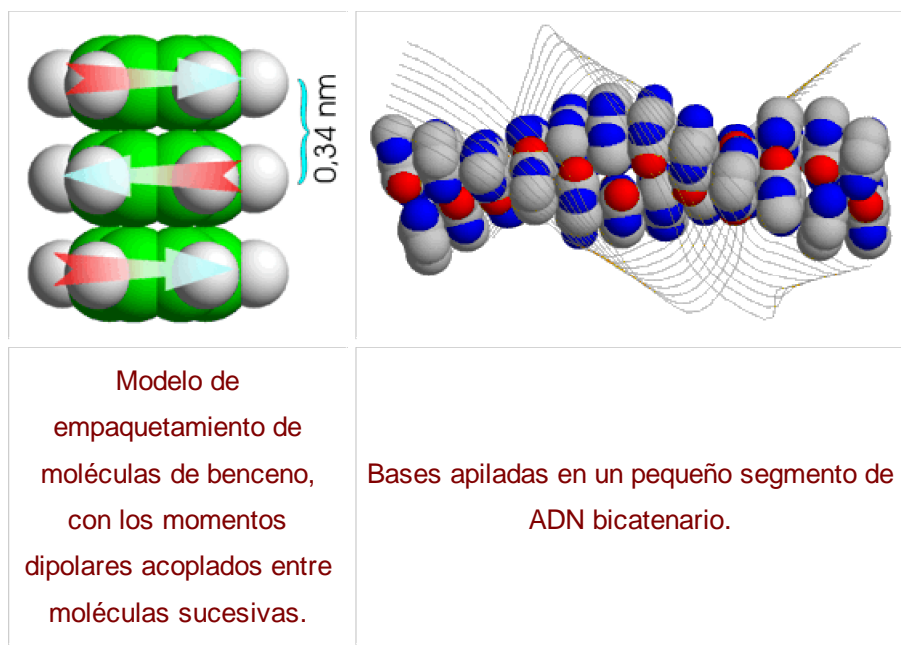 0,34 nm
Modelo de
empaquetamiento de
moléculas de benceno,
con los momentos
dipolares acoplados entre
moléculas sucesivas.
Bases apiladas en un pequeño segmento de
ADN bicatenario.